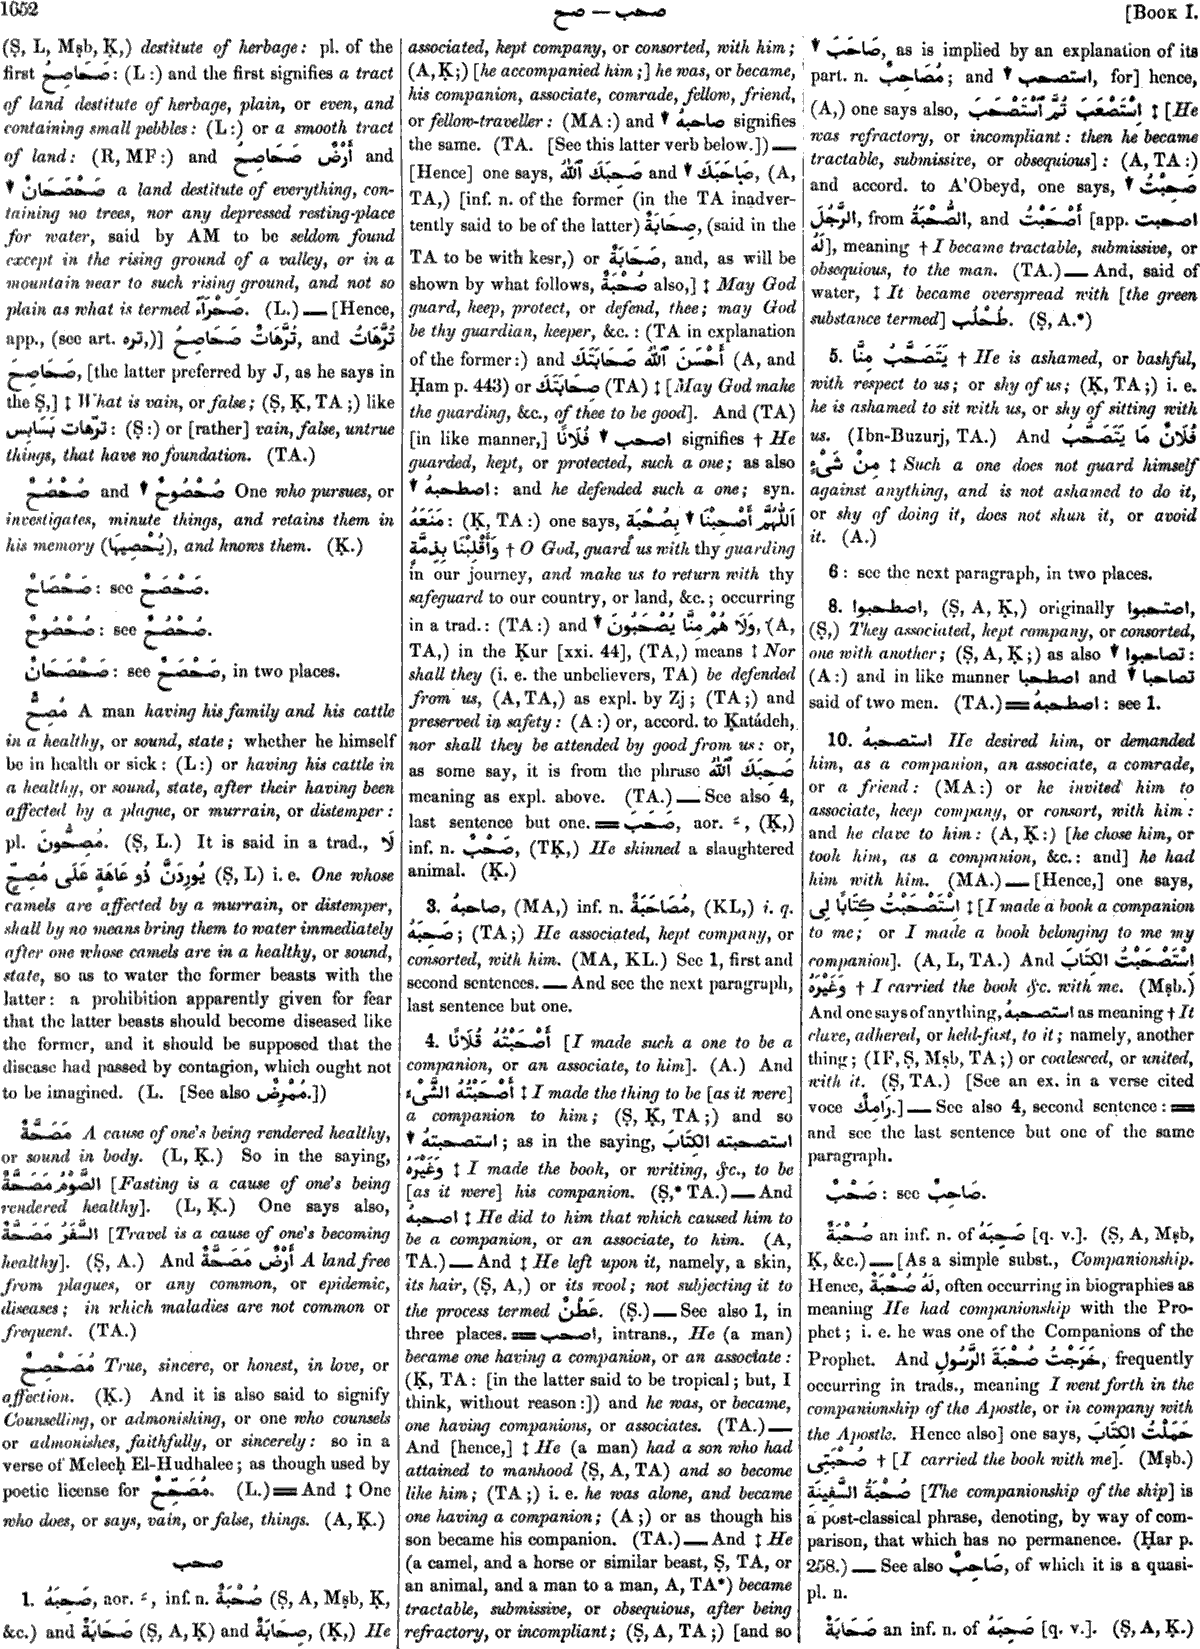 1652
صحب — صح
[BOOK I.
(Ṣ, L, Mṣb, Ḳ,) destitute of herbage: pl. of the
first صَحَاصِحُ: (L:) and the first signifies a tract
of land destitute of herbage, plain, or even, and
containing small pebbles: (L:) or a smooth tract
of land: (R, MF:) and أَرْضٌ صَحَاصِحُ and
▼ صَحْصَحَانٌ a land destitute of everything, con-
taining no trees, nor any depressed resting-place
for water, said by AM to be seldom found
except in the rising ground of a valley, or in a
mountain near to such rising ground, and not so
plain as what is termed صَحْرَآءُ. (L.) — [Hence,
app., (see art. تره,)] تُرَّهَاتٌ صَحَاصِحُ, and تُرَّهَاتُ
صَحَاصِحَ, [the latter preferred by J, as he says in
the Ṣ,] ‡ What is vain, or false; (Ṣ, Ḳ, TA;) like
تُرَّهَات بَسَابِس: (Ṣ:) or [rather] vain, false, untrue
things, that have no foundation. (TA.)
صُحْصُحٌ and ▼ صُحْصُوحٌ One who pursues, or
investigates, minute things, and retains them in
his memory (يُحْصِيهَا), and knows them. (Ḳ.)
صَحْصَاحٌ: see صَحْصَحٌ.
صُحْصُوحٌ: see صُحْصُحٌ.
صَحْصَحَانٌ: see صَحْصَحٌ, in two places.
مُصِحٌّ A man having his family and his cattle
in a healthy, or sound, state; whether he himself
be in health or sick: (L:) or having his cattle in
a healthy, or sound, state, after their having been
affected by a plague, or murrain, or distemper:
pl. مُصِحُّونَ. (Ṣ, L.) It is said in a trad., لَا
يُورِدَنَّ ذُو عَاهَةٍ عَلَى مُصِحٍّ (Ṣ, L) i. e. One whose
camels are affected by a murrain, or distemper,
shall by no means bring them to water immediately
after one whose camels are in a healthy, or sound,
state, so as to water the former beasts with the
latter: a prohibition apparently given for fear
that the latter beasts should become diseased like
the former, and it should be supposed that the
disease had passed by contagion, which ought not
to be imagined. (L. [See also مُمْرِضٌ.])
مَصَحَّةٌ A cause of one's being rendered healthy,
or sound in body. (L, Ḳ.) So in the saying,
الصَّوْمُ مَصَحَّةٌ [Fasting is a cause of one's being
rendered healthy]. (L, Ḳ.) One says also,
السَّفَرُ مَصَحَّةٌ [Travel is a cause of one's becoming
healthy]. (Ṣ, A.) And أَرْضٌ مَصَحَّةٌ A land free
from plagues, or any common, or epidemic,
diseases; in which maladies are not common or
frequent. (TA.)
مُصَحْصِحٌ True, sincere, or honest, in love, or
affection. (Ḳ.) And it is also said to signify
Counselling, or admonishing, or one who counsels
or admonishes, faithfully, or sincerely: so in a
verse of Meleeḥ El-Hudhalee; as though used by
poetic license for مُصَحِّحٌ. (L.) = And ‡ One
who does, or says, vain, or false, things. (A, Ḳ.)
صحب
1. صَحِبَهُ, aor. ـَ, inf. n. صُحْبَةٌ (Ṣ, A, Mṣb, Ḳ,
&c.) and صَحَابَةٌ (Ṣ, A, Ḳ) and صِحَابَةٌ, (Ḳ,) He
associated, kept company, or consorted, with him;
(A, Ḳ;) [he accompanied him;] he was, or became,
his companion, associate, comrade, fellow, friend,
or fellow-traveller: (MA:) and ▼ صاحبهُ signifies
the same. (TA. [See this latter verb below.]) —
[Hence] one says, صَحِبَكَ ٱللّٰهُ and ▼ صَاحَبَكَ, (A,
TA,) [inf. n. of the former (in the TA inadver-
tently said to be of the latter) صِحَابَةٌ, (said in the
TA to be with kesr,) or صَحَابَةٌ, and, as will be
shown by what follows, صُحْبَةٌ also,] ‡ May God
guard, keep, protect, or defend, thee; may God
be thy guardian, keeper, &c.: (TA in explanation
of the former:) and أَحْسَنَ ٱللّٰهُ صَحَابَتَكَ (A, and
Ḥam p. 443) or صِحَابَتَكَ (TA) ‡ [May God make
the guarding, &c., of thee to be good]. And (TA)
[in like manner,] اصحب ▼ فُلَانًا signifies † He
guarded, kept, or protected, such a one; as also
▼ اصطحبهُ: and he defended such a one; syn.
مَنَعَهُ: (Ḳ, TA:) one says, اَللّٰهُمَّ أَصْحِبْنَا ▼ بِصُحْبَةٍ
وَأَقْلِبْنَا بِذِمَّةٍ † O God, guard us with thy guarding
in our journey, and make us to return with thy
safeguard to our country, or land, &c.; occurring
in a trad.: (TA:) and وَلَا هُمْ مِنَّا يُصْحَبُونَ ▼, (A,
TA,) in the Ḳur [xxi. 44], (TA,) means ‡ Nor
shall they (i. e. the unbelievers, TA) be defended
from us, (A, TA,) as expl. by Zj; (TA;) and
preserved in safety: (A:) or, accord. to Ḳatádeh,
nor shall they be attended by good from us: or,
as some say, it is from the phrase صَحِبَكَ ٱللّٰهُ
meaning as expl. above. (TA.) — See also 4,
last sentence but one. = صَحَبَ, aor. ـَ, (Ḳ,)
inf. n. صَحْبٌ, (TḲ,) He skinned a slaughtered
animal. (Ḳ.)
3. صاحبهُ, (MA,) inf. n. مُصَاحَبَةٌ, (KL,) i. q.
صَحِبَهُ; (TA;) He associated, kept company, or
consorted, with him. (MA, KL.) See 1, first and
second sentences. — And see the next paragraph,
last sentence but one.
4. أَصْحَبْتُهُ فُلَانًا [I made such a one to be a
companion, or an associate, to him]. (A.) And
أَصْحَبْتُهُ الشَّىْءَ ‡ I made the thing to be [as it were]
a companion to him; (Ṣ, Ḳ, TA;) and so
▼ استصحبتهُ; as in the saying, استصحبته الكِتَابَ
وَغَيْرَهُ ‡ I made the book, or writing, &c., to be
[as it were] his companion. (Ṣ,* TA.) — And
اصحبهُ ‡ He did to him that which caused him to
be a companion, or an associate, to him. (A,
TA.) — And ‡ He left upon it, namely, a skin,
its hair, (Ṣ, A,) or its wool; not subjecting it to
the process termed عَطْنٌ. (Ṣ.) — See also 1, in
three places. = اصحب, intrans., He (a man)
became one having a companion, or an associate:
(Ḳ, TA: [in the latter said to be tropical; but, I
think, without reason:]) and he was, or became,
one having companions, or associates. (TA.) —
And [hence,] ‡ He (a man) had a son who had
attained to manhood (Ṣ, A, TA) and so become
like him; (TA;) i. e. he was alone, and became
one having a companion; (A;) or as though his
son became his companion. (TA.) — And ‡ He
(a camel, and a horse or similar beast, Ṣ, TA, or
an animal, and a man to a man, A, TA*) became
tractable, submissive, or obsequious, after being
refractory, or incompliant; (Ṣ, A, TA;) [and so
▼ صَاحَبَ, as is implied by an explanation of its
part. n. مُصَاحِبٌ; and ▼ استصحب, for] hence,
(A,) one says also, اِسْتَصْعَبَ ثُمَّ ٱسْتَصْحَبَ ‡ [He
was refractory, or incompliant: then he became
tractable, submissive, or obsequious]: (A, TA:)
and accord. to A'Obeyd, one says, ▼ صَحِبْتُ
الرَّجُلَ, from الصُّحْبَةُ, and أَصْحَبْتُ [app. اصحبت
لَهُ], meaning † I became tractable, submissive, or
obsequious, to the man. (TA.) — And, said of
water, ‡ It became overspread with [the green
substance termed] طُحْلُب. (Ṣ, A.*)
5. يَتَصَحَّبُ مِنَّا † He is ashamed, or bashful,
with respect to us; or shy of us; (Ḳ, TA;) i. e.
he is ashamed to sit with us, or shy of sitting with
us. (Ibn-Buzurj, TA.) And فُلَانٌ مَا يَتَصَحَّبُ
مِنْ شَىْءٍ ‡ Such a one does not guard himself
against anything, and is not ashamed to do it,
or shy of doing it, does not shun it, or avoid
it. (A.)
6: see the next paragraph, in two places.
8. اصطحبوا, (Ṣ, A, Ḳ,) originally اصتحبوا,
(Ṣ,) They associated, kept company, or consorted,
one with another; (Ṣ, A, Ḳ;) as also ▼ تصاحبوا:
(A:) and in like manner اصطحبا and ▼ تصاحبا
said of two men. (TA.) = اصطحبهُ: see 1.
10. استصحبهُ He desired him, or demanded
him, as a companion, an associate, a comrade,
or a friend: (MA:) or he invited him to
associate, keep company, or consort, with him:
and he clave to him: (A, Ḳ:) [he chose him, or
took him, as a companion, &c.: and] he had
him with him. (MA.) — [Hence,] one says,
اِسْتَصْحَبْتُ كِتَابًا لِى ‡ [I made a book a companion
to me; or I made a book belonging to me my
companion]. (A, L, TA.) And اِسْتَصْحَبْتُ الكِتَابَ
وَغَيْرَهُ † I carried the book &c. with me. (Mṣb.)
And one says of anything, استصحبهُ as meaning † It
clave, adhered, or held-fast, to it; namely, another
thing; (IF, Ṣ, Mṣb, TA;) or coalesced, or united,
with it. (Ṣ, TA.) [See an ex. in a verse cited
voce رَامِكٌ.] — See also 4, second sentence: =
and see the last sentence but one of the same
paragraph.
صَحْبٌ: see صَاحِبٌ.
صُحْبَةٌ an inf. n. of صَحِبَهُ [q. v.]. (Ṣ, A, Mṣb,
Ḳ, &c.) — [As a simple subst., Companionship.
Hence, لَهُ صُحْبَةٌ, often occurring in biographies as
meaning He had companionship with the Pro-
phet; i. e. he was one of the Companions of the
Prophet. And خَرَجْتُ صُحْبَةَ الرَّسُولِ, frequently
occurring in trads., meaning I went forth in the
companionship of the Apostle, or in company with
the Apostle. Hence also] one says, حَمَلْتُ الكِتَابَ
صُحْبَتِى † [I carried the book with me]. (Mṣb.)
صُحْبَةُ السَّفِينَةِ [The companionship of the ship] is
a post-classical phrase, denoting, by way of com-
parison, that which has no permanence. (Ḥar p.
258.) — See also صَاحِبٌ, of which it is a quasi-
pl. n.
صَحَابَةٌ an inf. n. of صَحِبَهُ [q. v.]. (Ṣ, A, Ḳ.)